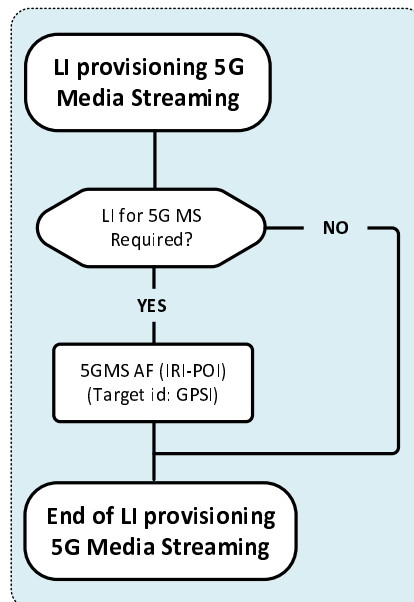 LI provisioning 5G
Media Streaming
LI for 5G MS
Required?
NO
YES
5GMS AF (IRI-POI)
(Target id: GPSI)
End of LI provisioning
5G Media Streaming